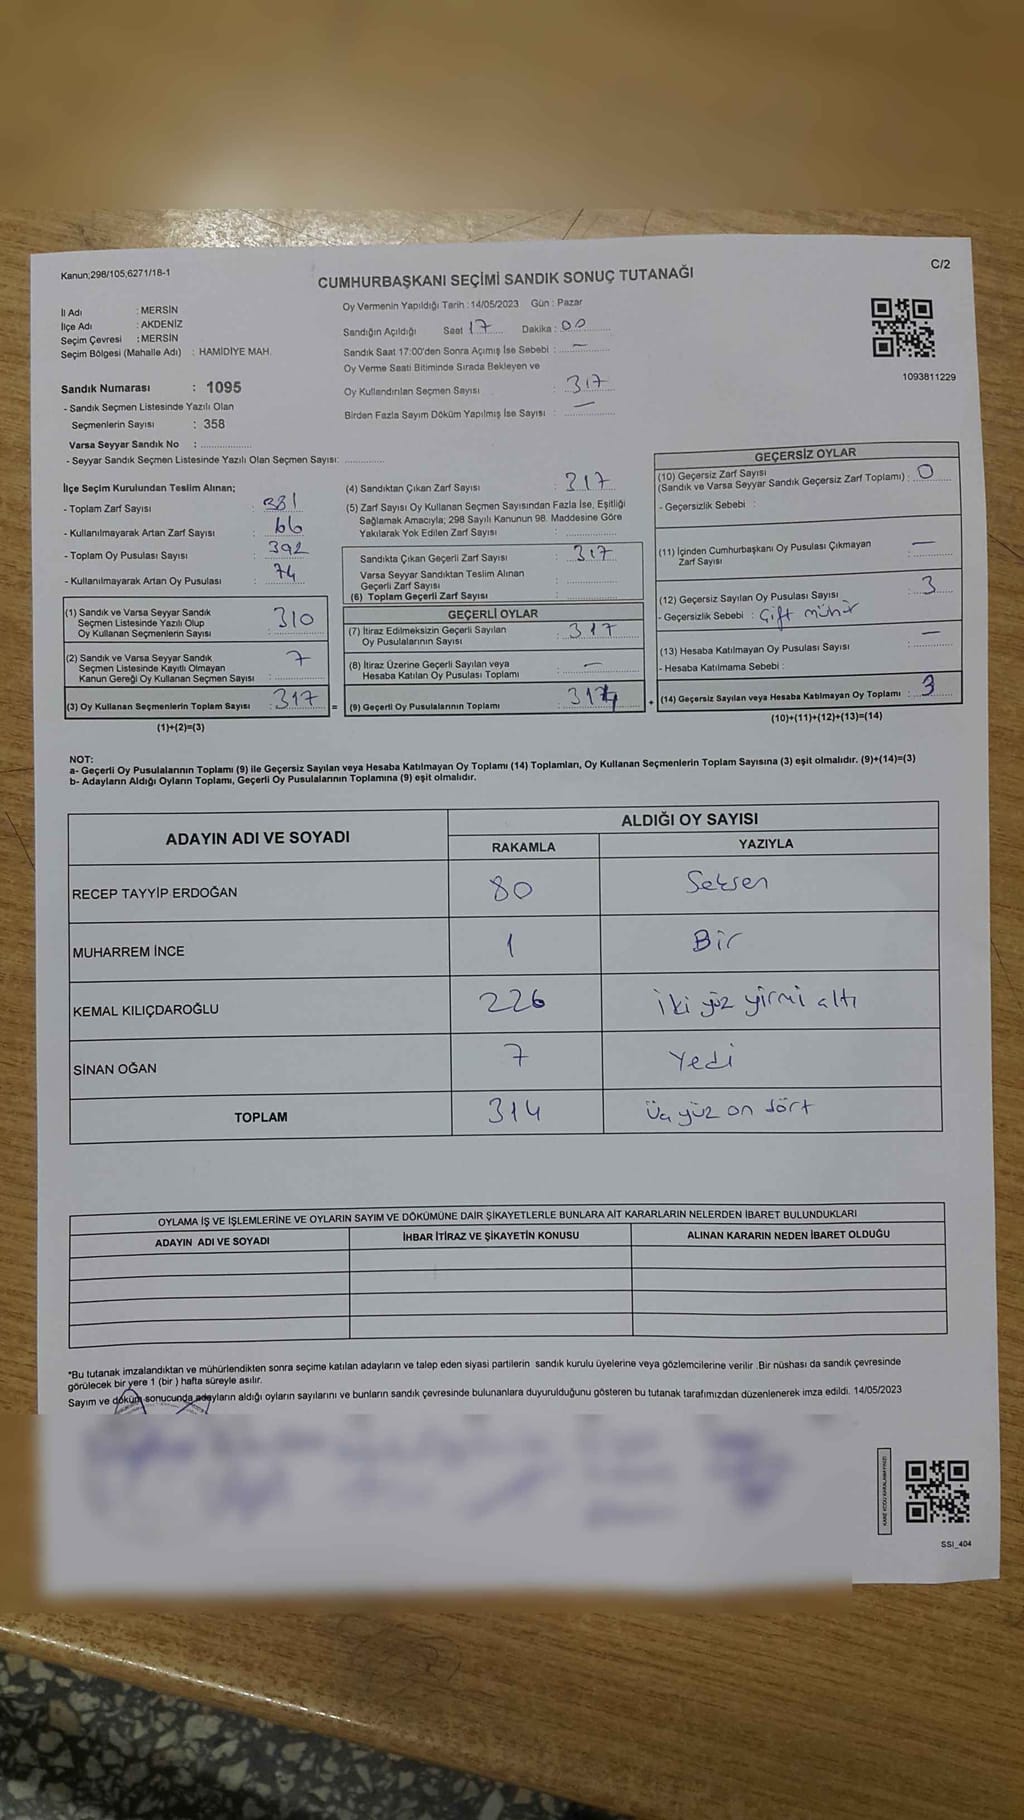 Kanun;298/105;6271/18-1
C/2
CUMHURBAŞKANI SEÇİMİ SANDIK SONUÇ TUTANAĞI
İl Adı : MERSİN
İlçe Adı : AKDENİZ
Seçim Çevresi : MERSİN
Seçim Bölgesi (Mahalle Adı) : HAMIDIYE MAH.
Sandık Numarası : 1095
- Sandık Seçmen Listesinde Yazılı Olan
Seçmenlerin Sayısı : 358
Varsa Seyyar Sandık No :
- Seyyar Sandık Seçmen Listesinde Yazılı Olan Seçmen Sayısı:
Oy Vermenin Yapıldığı Tarih : 14/05/2023 Gün : Pazar
Sandığın Açıldığı Saat 17 Dakika : 00
Sandık Saat 17:00'den Sonra Açımış İse Sebebi : —
Oy Verme Saati Bitiminde Sırada Bekleyen ve
Oy Kullandırılan Seçmen Sayısı : 317
Birden Fazla Sayım Döküm Yapılmış İse Sayısı : —
1093811229
İlçe Seçim Kurulundan Teslim Alınan;
- Toplam Zarf Sayısı : 381
- Kullanılmayarak Artan Zarf Sayısı : 66
- Toplam Oy Pusulası Sayısı : 392
- Kullanılmayarak Artan Oy Pusulası : 74
(1) Sandık ve Varsa Seyyar Sandık
Seçmen Listesinde Yazılı Olup
Oy Kullanan Seçmenlerin Sayısı : 310
(2) Sandık ve Varsa Seyyar Sandık
Seçmen Listesinde Kayıtlı Olmayan
Kanun Gereği Oy Kullanan Seçmen Sayısı : 7
(3) Oy Kullanan Seçmenlerin Toplam Sayısı : 317
(1)+(2)=(3)
(4) Sandıktan Çıkan Zarf Sayısı : 317
(5) Zarf Sayısı Oy Kullanan Seçmen Sayısından Fazla İse, Eşitliği
Sağlamak Amacıyla; 298 Sayılı Kanunun 98. Maddesine Göre
Yakılarak Yok Edilen Zarf Sayısı :
Sandıkta Çıkan Geçerli Zarf Sayısı : 317
Varsa Seyyar Sandıktan Teslim Alınan
Geçerli Zarf Sayısı :
(6) Toplam Geçerli Zarf Sayısı :
GEÇERLİ OYLAR
(7) İtiraz Edilmeksizin Geçerli Sayılan
Oy Pusulalarının Sayısı : 317
(8) İtiraz Üzerine Geçerli Sayılan veya
Hesaba Katılan Oy Pusulası Toplamı : —
= (9) Geçerli Oy Pusulalarının Toplamı : 314
GEÇERSİZ OYLAR
(10) Geçersiz Zarf Sayısı
(Sandık ve Varsa Seyyar Sandık Geçersiz Zarf Toplamı) : 0
- Geçersizlik Sebebi :
(11) İçinden Cumhurbaşkanı Oy Pusulası Çıkmayan
Zarf Sayısı : —
(12) Geçersiz Sayılan Oy Pusulası Sayısı : 3
- Geçersizlik Sebebi : Çift mühür
(13) Hesaba Katılmayan Oy Pusulası Sayısı : —
- Hesaba Katılmama Sebebi :
+ (14) Geçersiz Sayılan veya Hesaba Katılmayan Oy Toplamı : 3
(10)+(11)+(12)+(13)=(14)
NOT:
a- Geçerli Oy Pusulalarının Toplamı (9) ile Geçersiz Sayılan veya Hesaba Katılmayan Oy Toplamı (14) Toplamları, Oy Kullanan Seçmenlerin Toplam Sayısına (3) eşit olmalıdır. (9)+(14)=(3)
b- Adayların Aldığı Oyların Toplamı, Geçerli Oy Pusulalarının Toplamına (9) eşit olmalıdır.
ADAYIN ADI VE SOYADI
ALDIĞI OY SAYISI
RAKAMLA YAZIYLA
RECEP TAYYİP ERDOĞAN 80 Seksen
MUHARREM İNCE 1 Bir
KEMAL KILIÇDAROĞLU 226 iki yüz yirmi altı
SİNAN OĞAN 7 Yedi
TOPLAM 314 Üç yüz on dört
OYLAMA İŞ VE İŞLEMLERİNE VE OYLARIN SAYIM VE DÖKÜMÜNE DAİR ŞİKAYETLERLE BUNLARA AİT KARARLARIN NELERDEN İBARET BULUNDUKLARI
ADAYIN ADI VE SOYADI İHBAR İTİRAZ VE ŞİKAYETİN KONUSU ALINAN KARARIN NEDEN İBARET OLDUĞU
*Bu tutanak imzalandıktan ve mühürlendikten sonra seçime katılan adayların ve talep eden siyasi partilerin sandık kurulu üyelerine veya gözlemcilerine verilir .Bir nüshası da sandık çevresinde
görülecek bir yere 1 (bir ) hafta süreyle asılır.
Sayım ve döküm sonucunda adayların aldığı oyların sayılarını ve bunların sandık çevresinde bulunanlara duyurulduğunu gösteren bu tutanak tarafımızdan düzenlenerek imza edildi. 14/05/2023
SSI_404